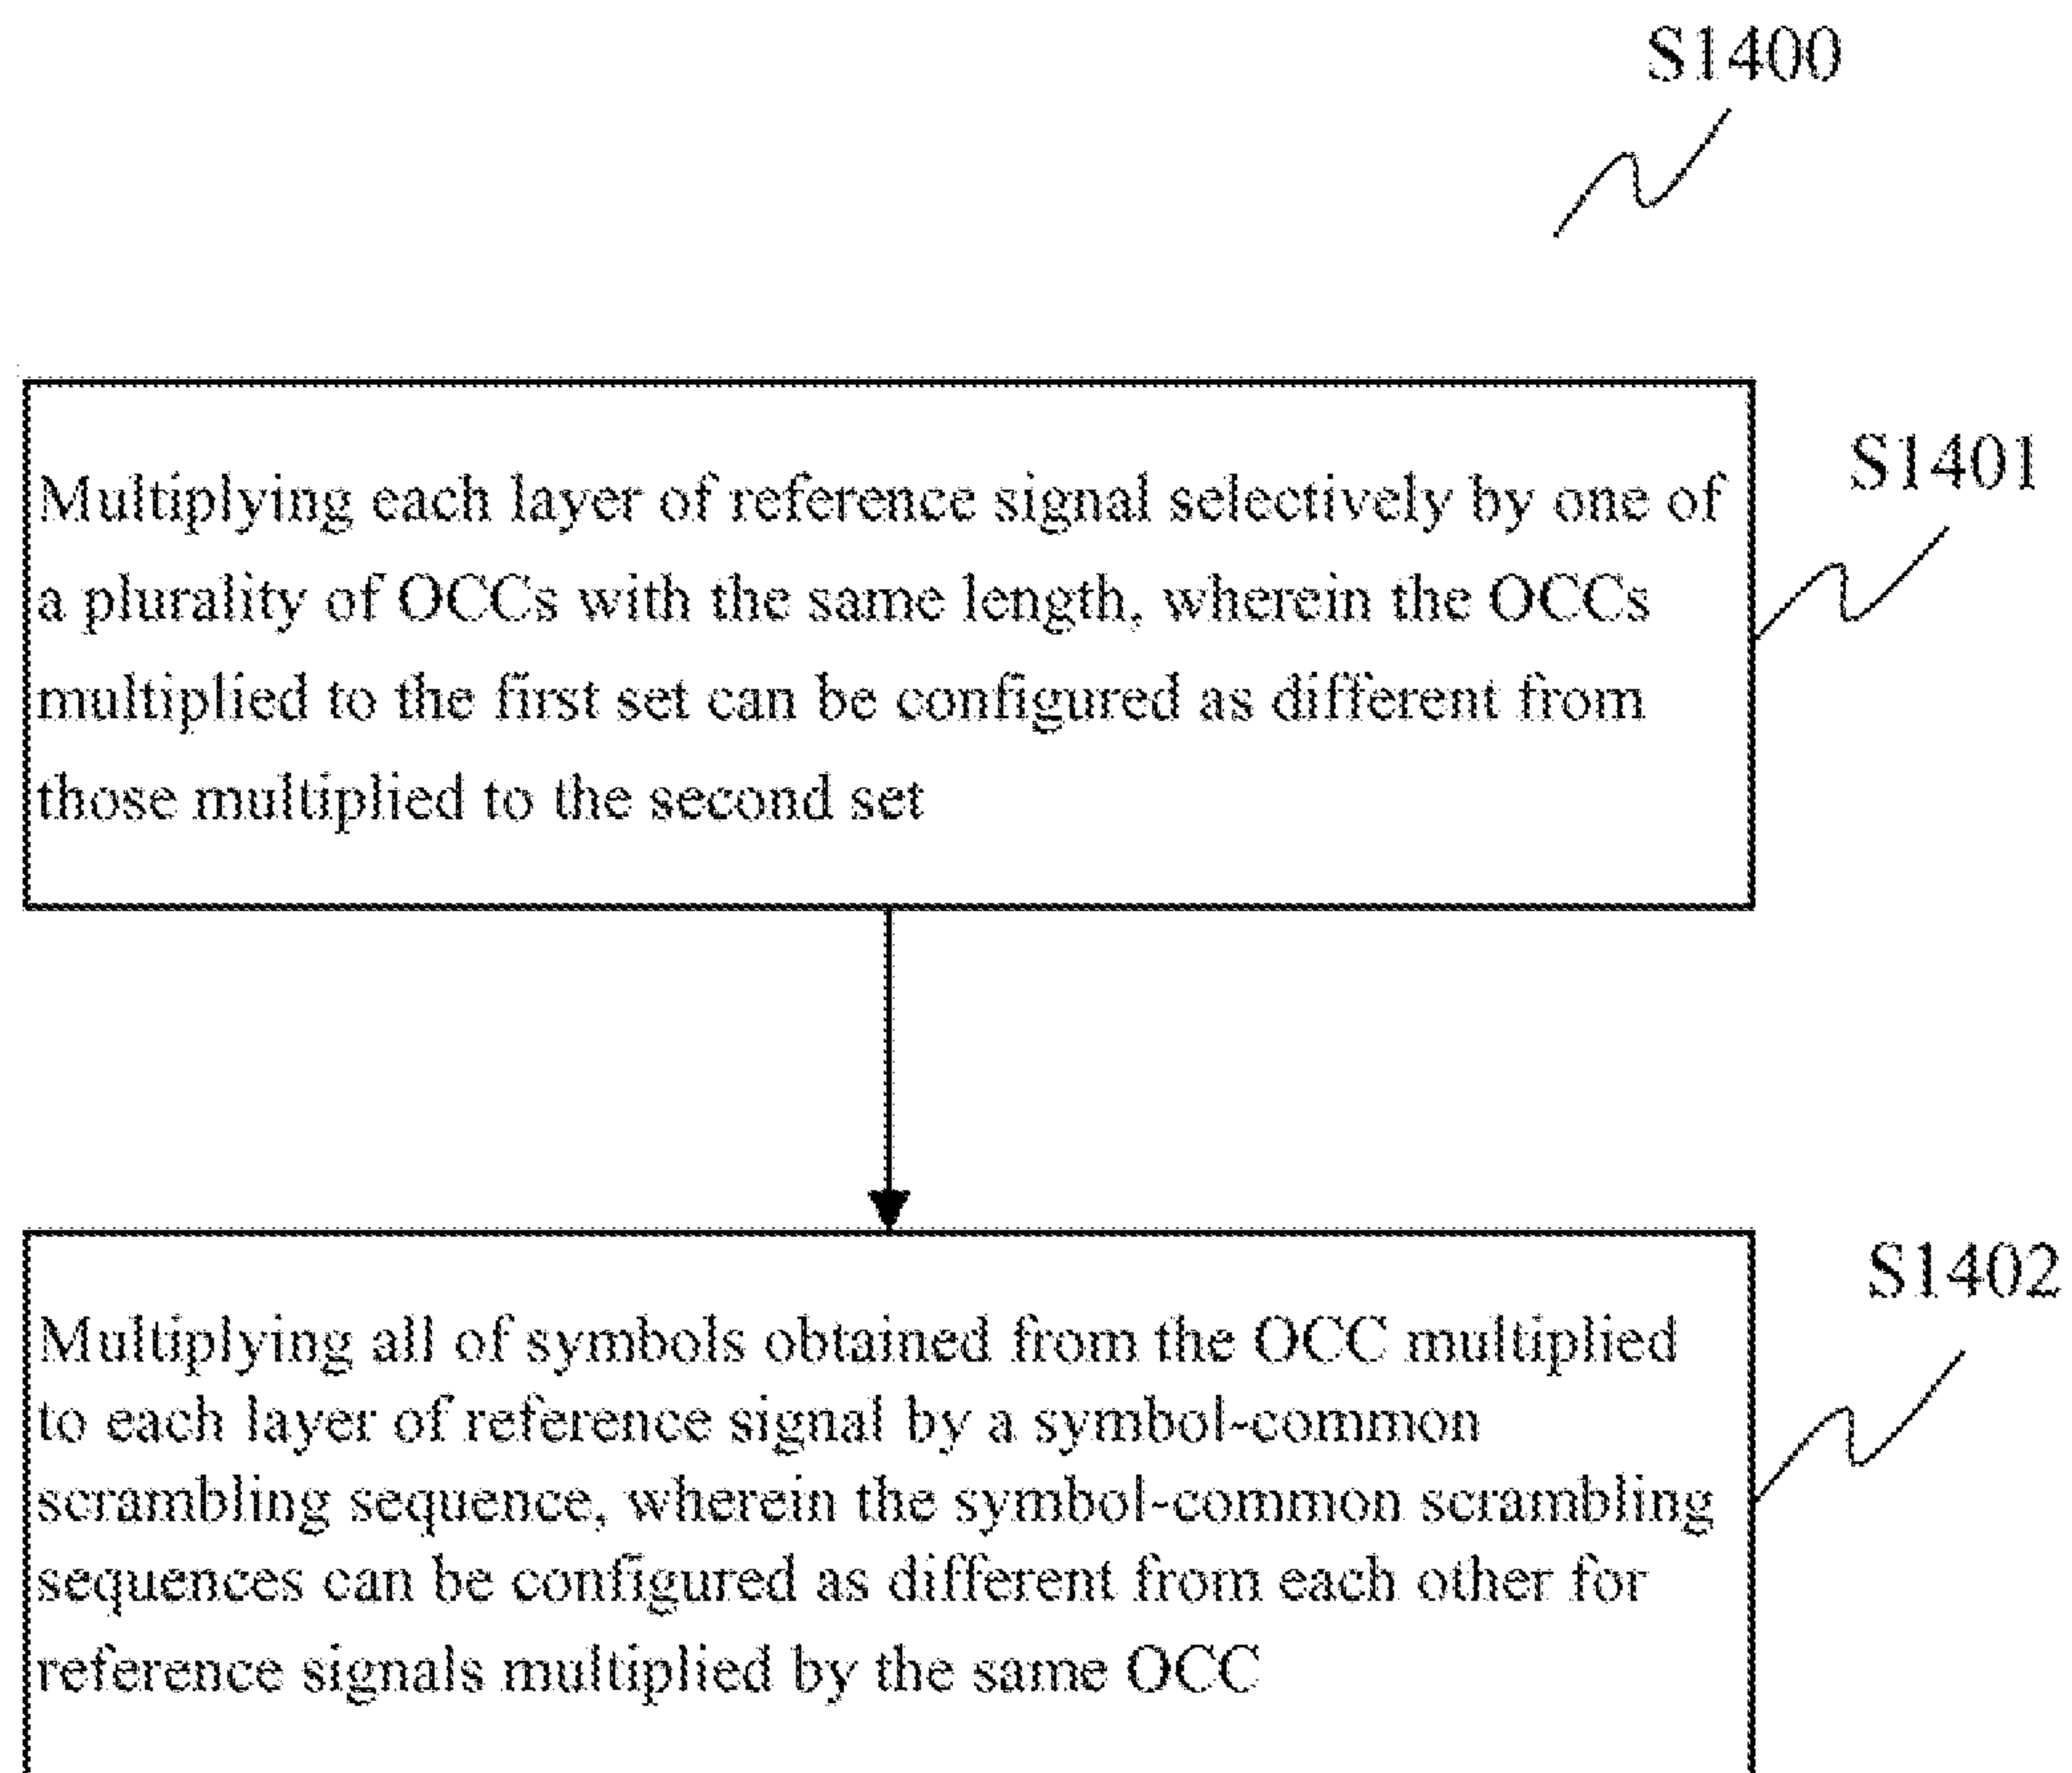 S1400
Multiplying each layer of reference signal selectively by one of
S1401
a plurality of OCCs with the same length, wherein the OCCs
multiplied to the first set can be configured as different from
those multiplied to the second set
S1402
Multiplying all of symbols obtained from the OCC multiplied
to each layer of reference signal by a symbol-common
scrambling sequence, wherein the symbol-common scrambling
sequences can be configured as different from each other for
reference signals multiplied by the same OCC